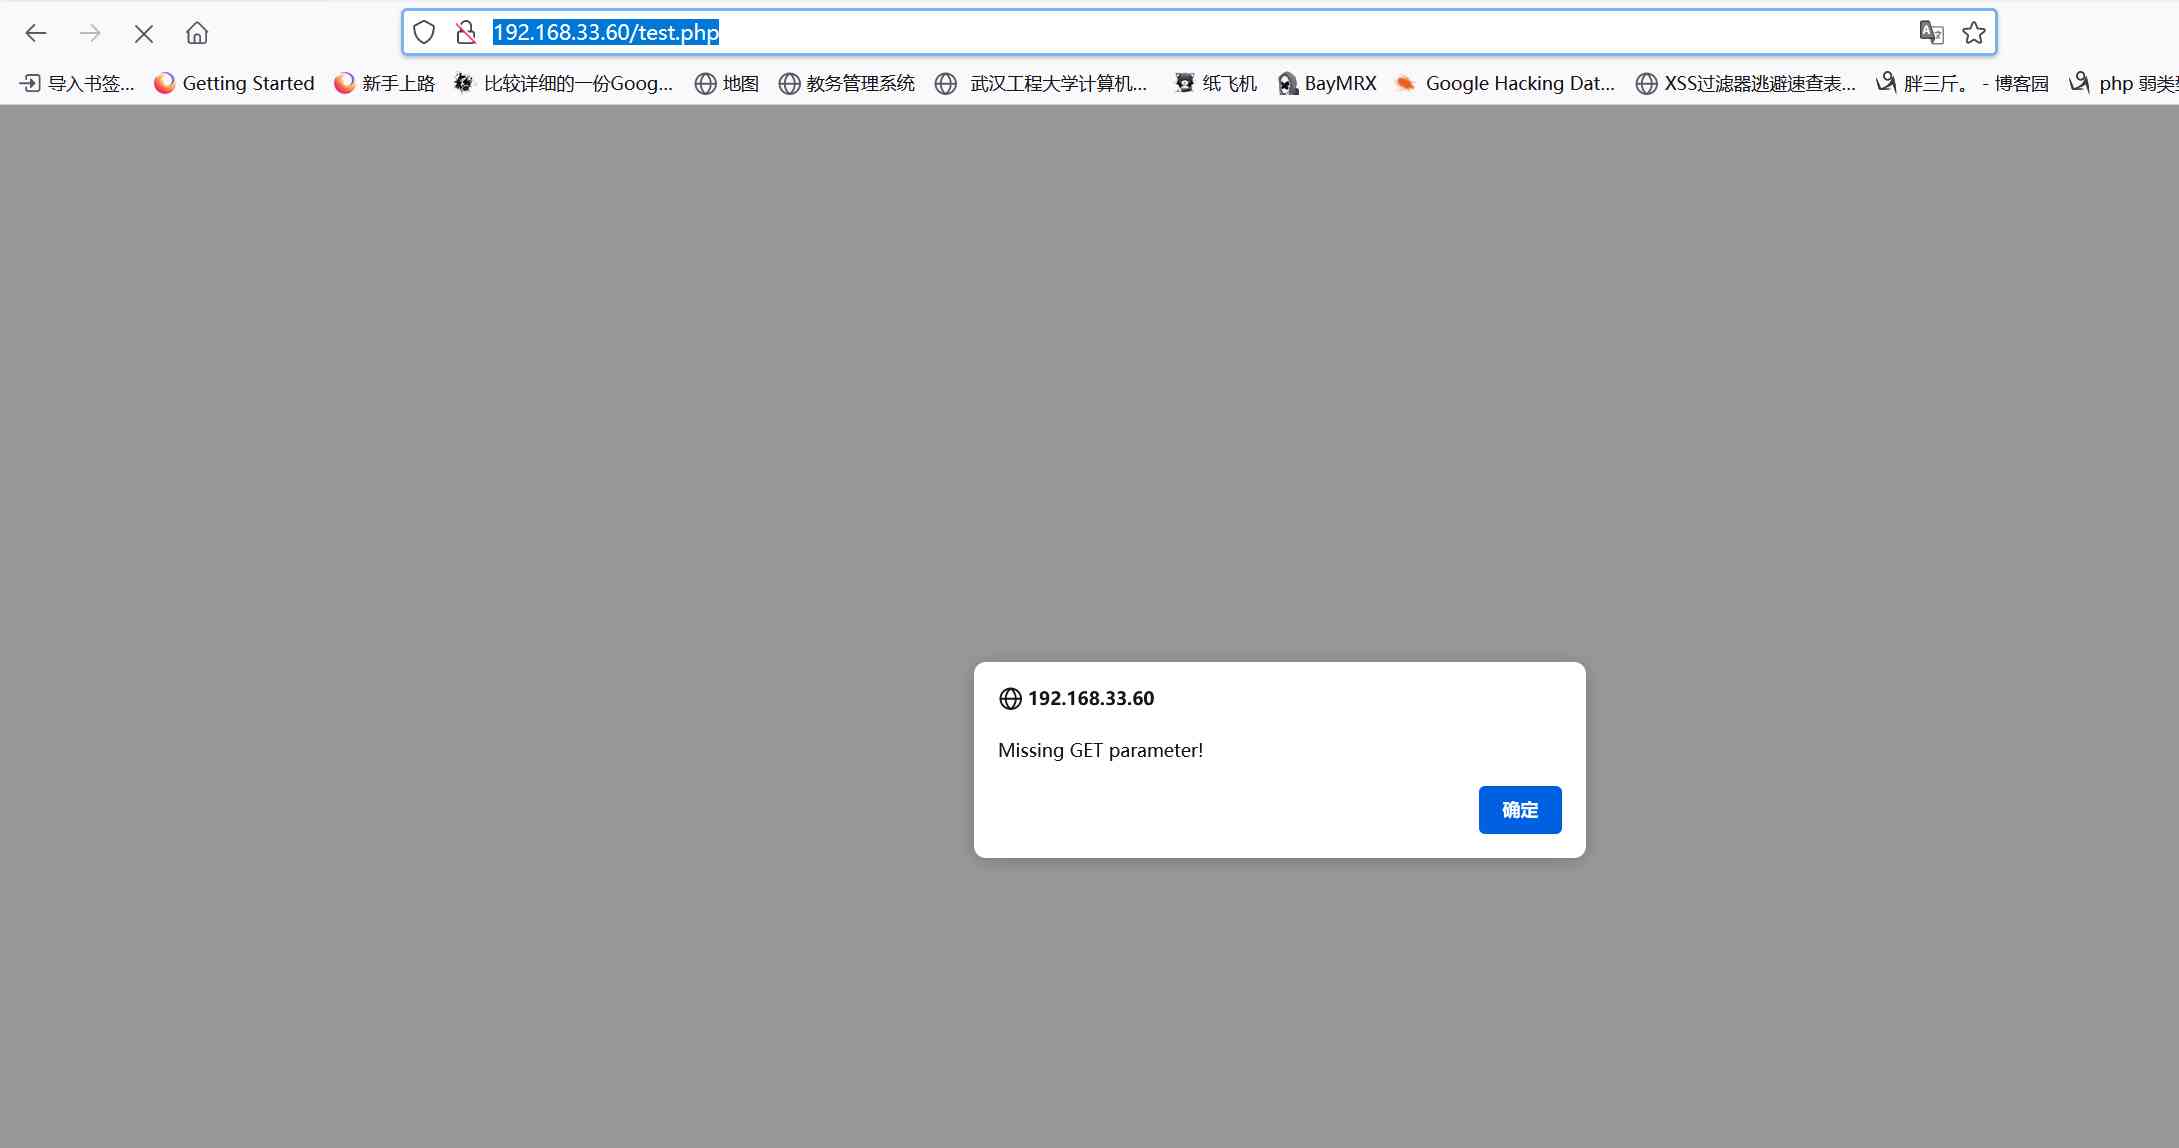 192.168.33.60/test.php
导入书签... Getting Started 新手上路 比较详细的一份Goog... 地图 教务管理系统 武汉工程大学计算机... 纸飞机 BayMRX Google Hacking Dat... XSS过滤器逃避速查表... 胖三斤。 - 博客园 php 弱类
192.168.33.60
Missing GET parameter!
确定